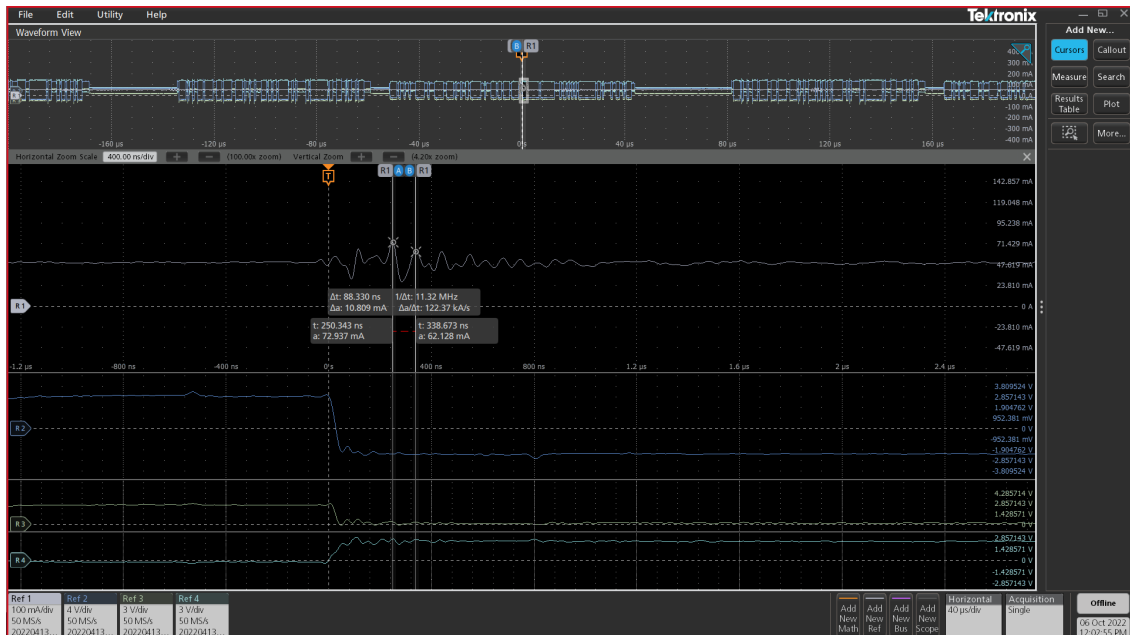 File Edit Utility Help
Tektronix
Waveform View
Add New...
Cursors Callout
Measure Search
Results Table Plot
More...
B R1
300 mA
200 mA
100 mA
-100 mA
-200 mA
-300 mA
-400 mA
-160 µs -120 µs -80 µs -40 µs 0 s 40 µs 80 µs 120 µs 160 µs
Horizontal Zoom Scale 400.00 ns/div + − (100.00x zoom) Vertical Zoom + − (4.20x zoom)
T
R1 A B R1
142.857 mA
119.048 mA
95.238 mA
71.429 mA
47.619 mA
23.810 mA
R1
0 A
-23.810 mA
-47.619 mA
Δt: 88.330 ns 1/Δt: 11.32 MHz
Δa: 10.809 mA Δa/Δt: 122.37 kA/s
t: 250.343 ns
a: 72.937 mA
t: 338.673 ns
a: 62.128 mA
-1.2 µs -800 ns -400 ns 0 s 400 ns 800 ns 1.2 µs 1.6 µs 2 µs 2.4 µs
3.809524 V
2.857143 V
1.904762 V
952.381 mV
R2
0 V
-952.381 mV
-1.904762 V
-2.857143 V
-3.809524 V
4.285714 V
2.857143 V
1.428571 V
R3
0 V
2.857143 V
1.428571 V
R4
0 V
-1.428571 V
-2.857143 V
Ref 1
100 mA/div
50 MS/s
20220413...
Ref 2
4 V/div
50 MS/s
20220413...
Ref 3
3 V/div
50 MS/s
20220413...
Ref 4
3 V/div
50 MS/s
20220413...
Add New Math
Add New Ref
Add New Bus
Add New Scope
Horizontal
40 µs/div
Acquisition
Single
Offline
06 Oct 2022
12:02:55 PM